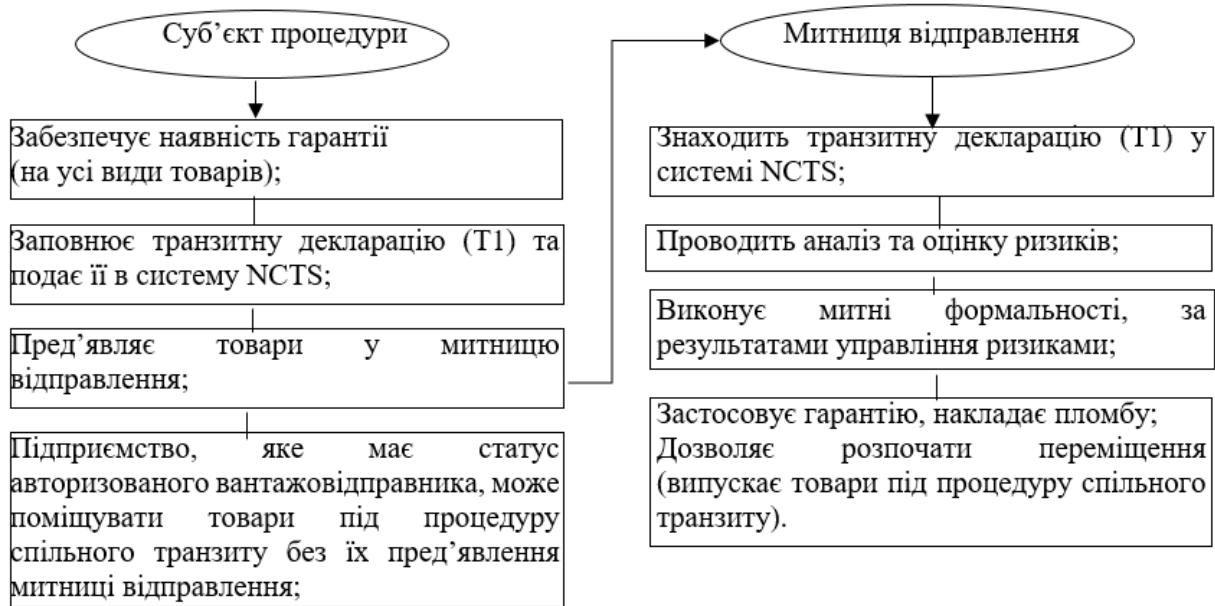 Суб’єкт процедури
Забезпечує наявність гарантії
(на усі види товарів);
Заповнює транзитну декларацію (Т1) та
подає її в систему NCTS;
Пред’являє товари у митницю
відправлення;
Підприємство, яке має статус
авторизованого вантажовідправника, може
поміщувати товари під процедуру
спільного транзиту без їх пред’явлення
митниці відправлення;
Митниця відправлення
Знаходить транзитну декларацію (Т1) у
системі NCTS;
Проводить аналіз та оцінку ризиків;
Виконує митні формальності, за
результатами управління ризиками;
Застосовує гарантію, накладає пломбу;
Дозволяє розпочати переміщення
(випускає товари під процедуру спільного
транзиту).